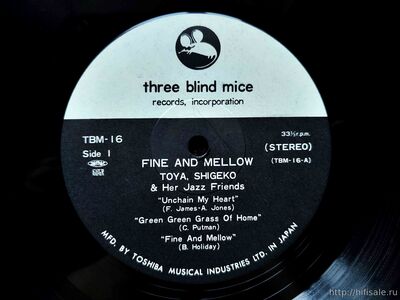 three blind mice
records, incorporation
TBM-16
Side 1
33⅓r.p.m.
(STEREO)
(TBM-16-A)
FINE AND MELLOW
TOYA, SHIGEKO
& Her Jazz Friends
"Unchain My Heart"
(F. James-A. Jones)
"Green Green Grass Of Home"
(C. Putman)
"Fine And Mellow"
(B. Holiday)
MFD. BY TOSHIBA MUSICAL INDUSTRIES LTD. IN JAPAN
http://hifisale.ru